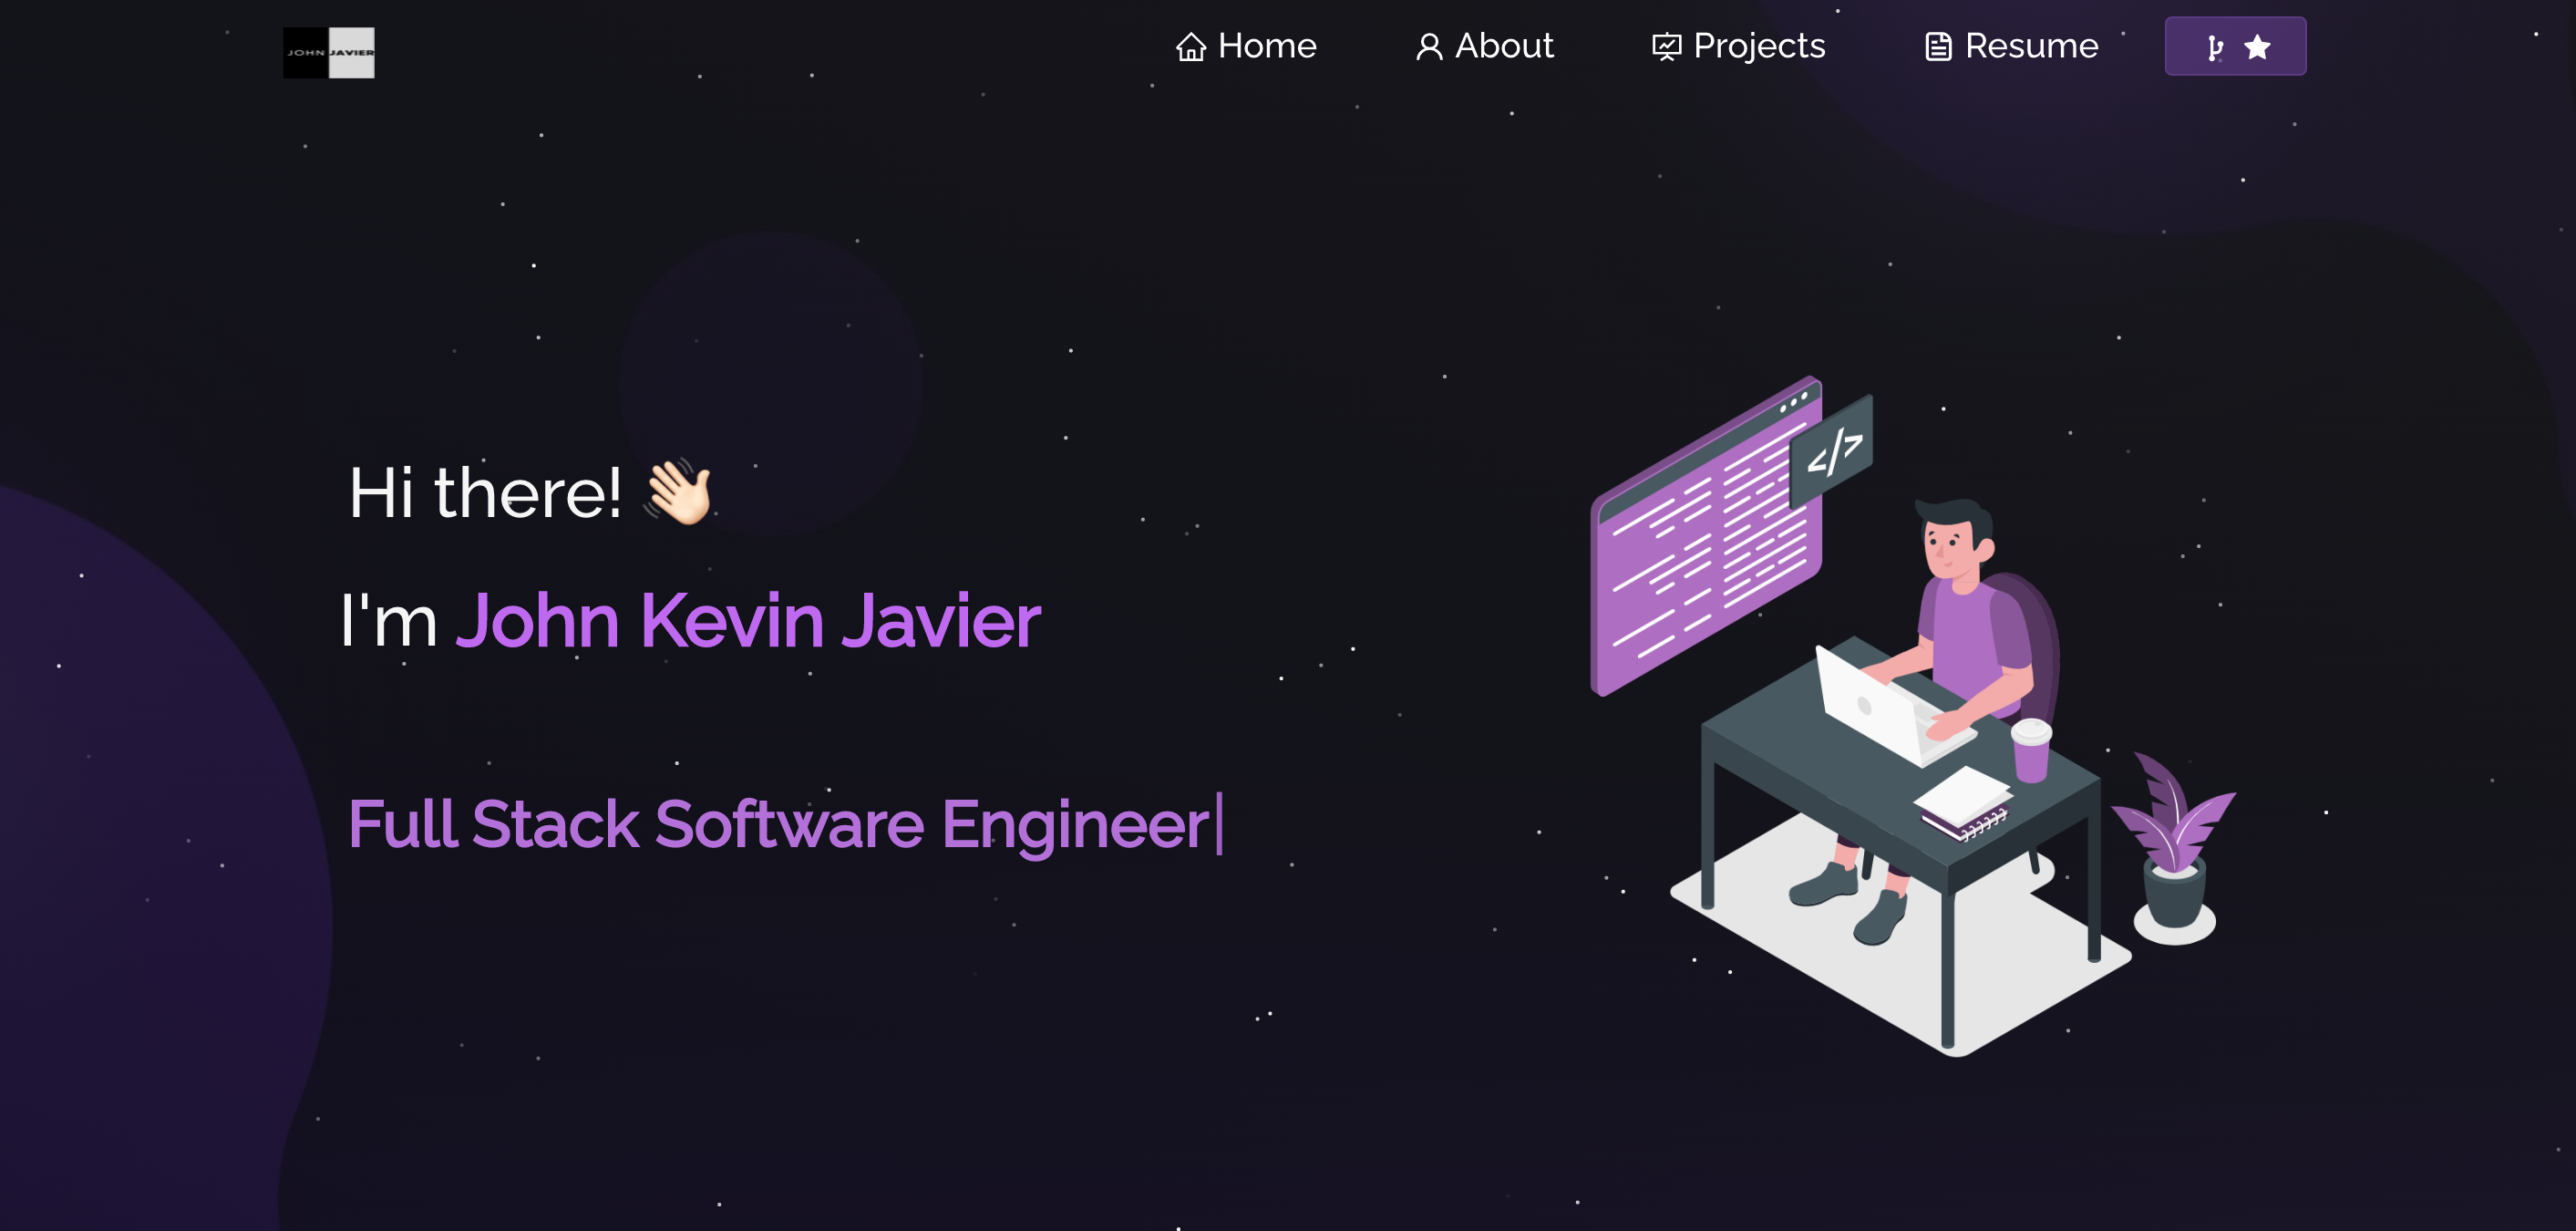 JOHN JAVIER
Home About Projects Resume
</>
Hi there! 👋🏻
I'm John Kevin Javier
Full Stack Software Engineer|